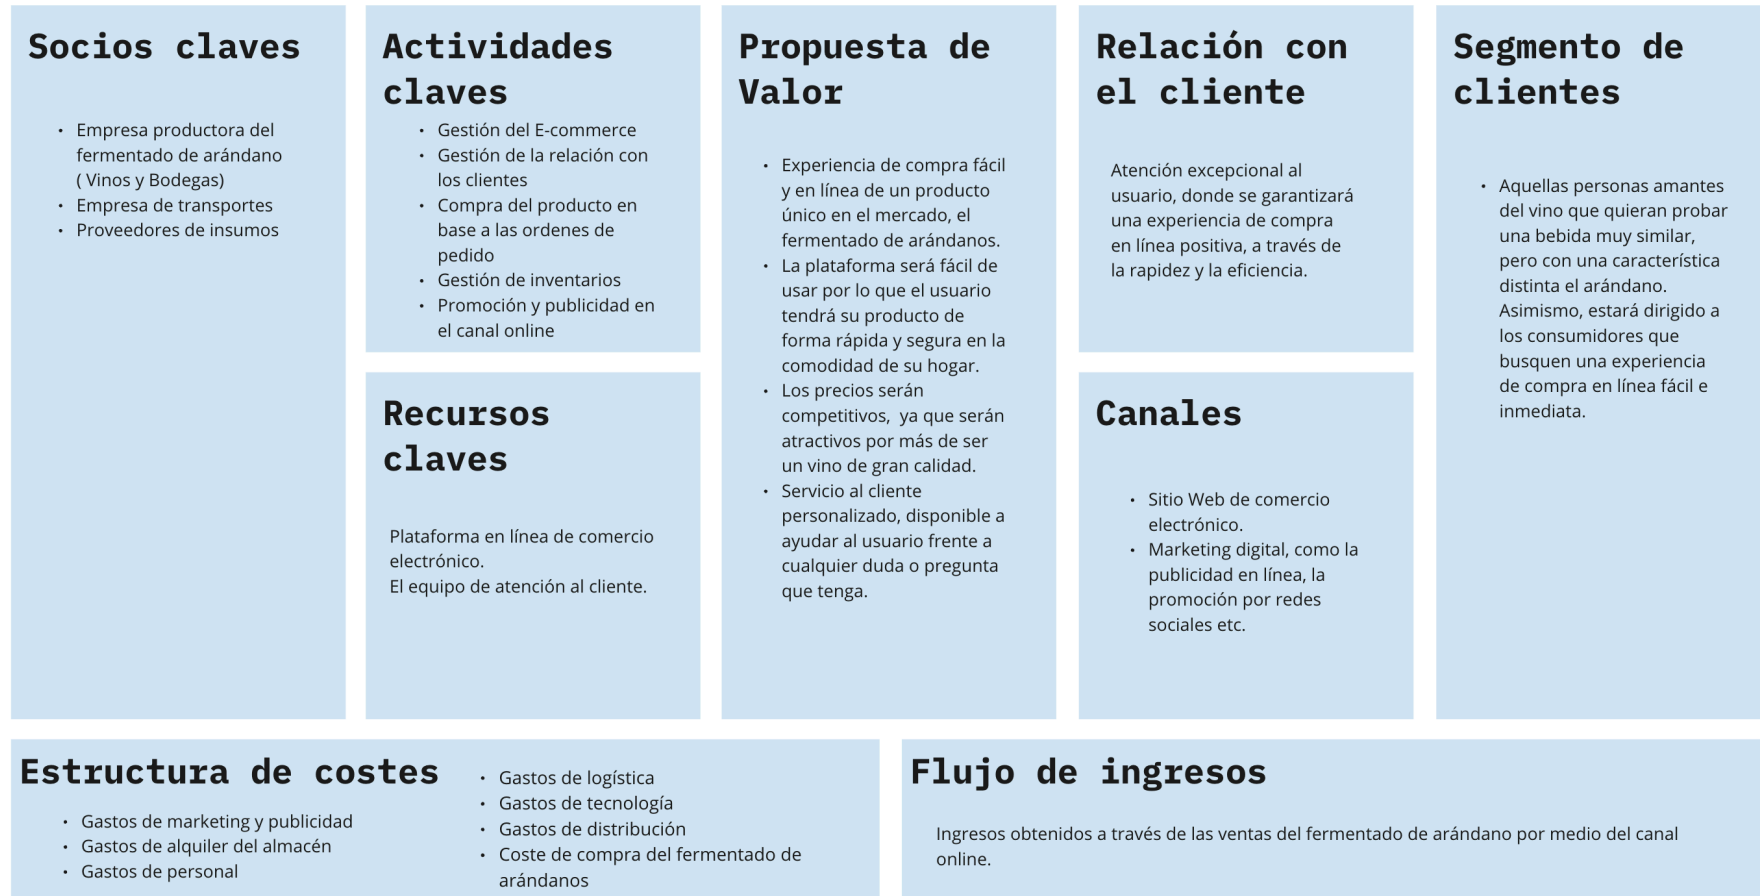 Socios claves
• Empresa productora del
fermentado de arándano
( Vinos y Bodegas)
• Empresa de transportes
• Proveedores de insumos
Actividades
claves
• Gestión del E-commerce
• Gestión de la relación con
los clientes
• Compra del producto en
base a las ordenes de
pedido
• Gestión de inventarios
• Promoción y publicidad en
el canal online
Recursos
claves
Plataforma en línea de comercio
electrónico.
El equipo de atención al cliente.
Propuesta de
Valor
• Experiencia de compra fácil
y en línea de un producto
único en el mercado, el
fermentado de arándanos.
• La plataforma será fácil de
usar por lo que el usuario
tendrá su producto de
forma rápida y segura en la
comodidad de su hogar.
• Los precios serán
competitivos,  ya que serán
atractivos por más de ser
un vino de gran calidad.
• Servicio al cliente
personalizado, disponible a
ayudar al usuario frente a
cualquier duda o pregunta
que tenga.
Relación con
el cliente
Atención excepcional al
usuario, donde se garantizará
una experiencia de compra
en línea positiva, a través de
la rapidez y la eficiencia.
Canales
• Sitio Web de comercio
electrónico.
• Marketing digital, como la
publicidad en línea, la
promoción por redes
sociales etc.
Segmento de
clientes
• Aquellas personas amantes
del vino que quieran probar
una bebida muy similar,
pero con una característica
distinta el arándano.
Asimismo, estará dirigido a
los consumidores que
busquen una experiencia
de compra en línea fácil e
inmediata.
Estructura de costes
• Gastos de marketing y publicidad
• Gastos de alquiler del almacén
• Gastos de personal
• Gastos de logística
• Gastos de tecnología
• Gastos de distribución
• Coste de compra del fermentado de
arándanos
Flujo de ingresos
Ingresos obtenidos a través de las ventas del fermentado de arándano por medio del canal
online.